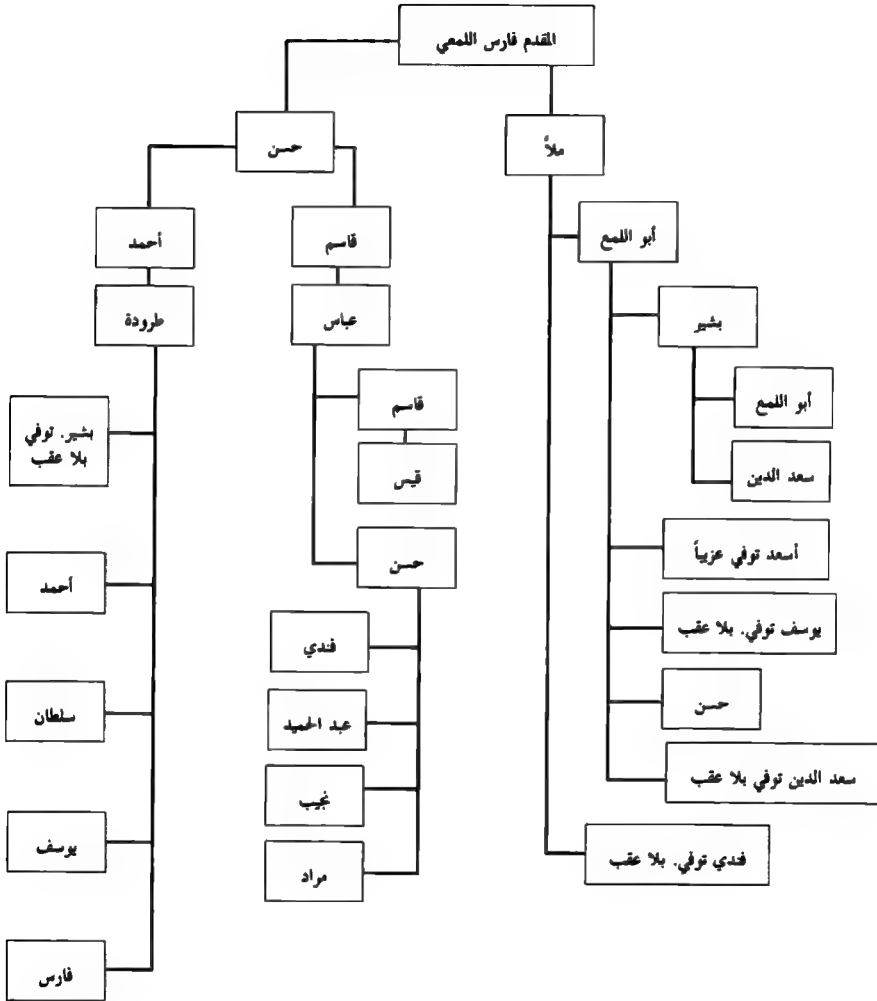 المقدم فارس اللمعي
ملاّ
حسن
أبو اللمع
قاسم
أحمد
بشير
عباس
طرودة
أبو اللمع
سعد الدين
قاسم
قيس
بشير. توفي
بلا عقب
أسعد توفي عزيباً
حسن
أحمد
يوسف توفي. بلا عقب
فندي
حسن
عبد الحميد
سلطان
سعد الدين توفي بلا عقب
نجيب
يوسف
فندي توفي. بلا عقب
مراد
فارس